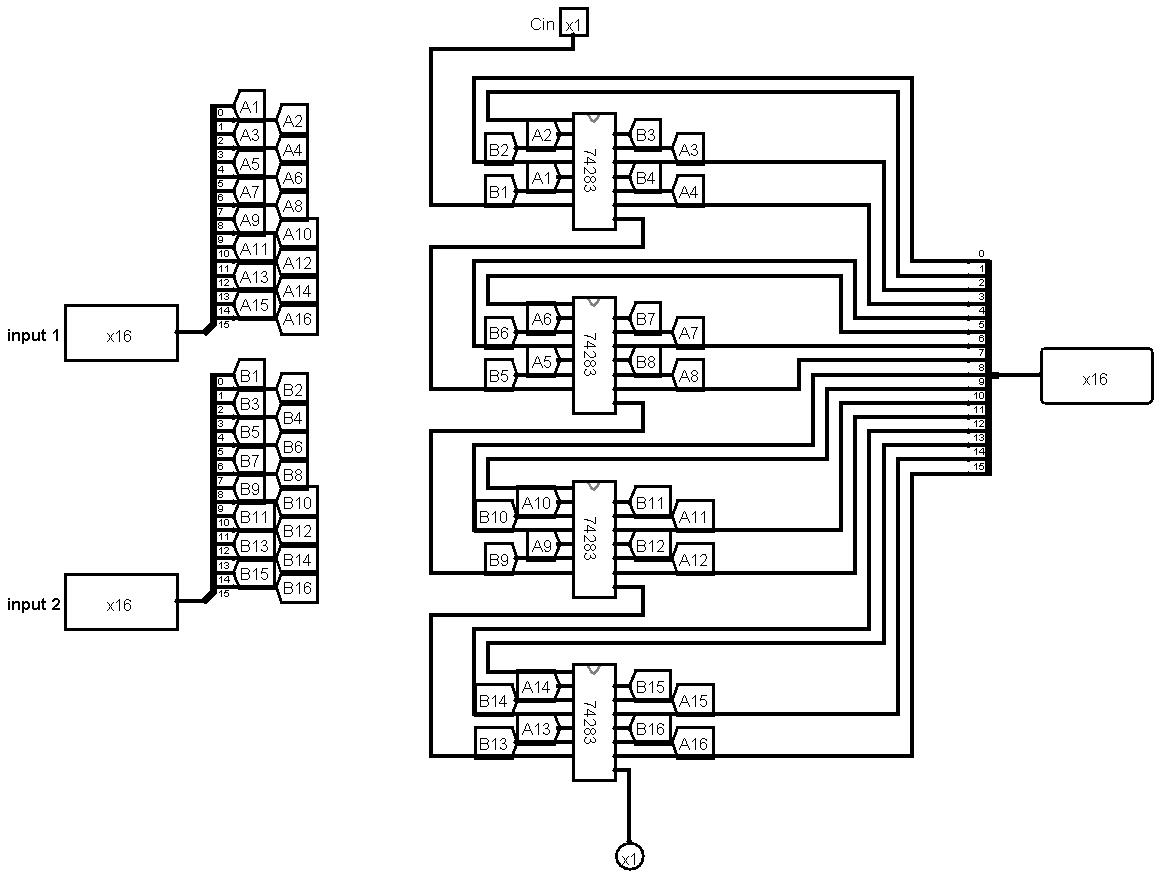 Cin x1
A1
0
A2
1
A3
2
A4
3
A5
4
A6
5
A7
6
A8
7
A9
8
A10
9
A11
10
A12
11
A13
12
A14
13
A15
14
A16
15
input 1 x16
B1
0
B2
1
B3
2
B4
3
B5
4
B6
5
B7
6
B8
7
B9
8
B10
9
B11
10
B12
11
B13
12
B14
13
B15
14
B16
15
input 2 x16
A2 B3
B2 A3
74283
A1 B4
B1 A4
A6 B7
B6 A7
74283
A5 B8
B5 A8
A10 B11
B10 A11
74283
A9 B12
B9 A12
A14 B15
B14 A15
74283
A13 B16
B13 A16
x1
0
1
2
3
4
5
6
7
8
9
10
11
12
13
14
15
x16